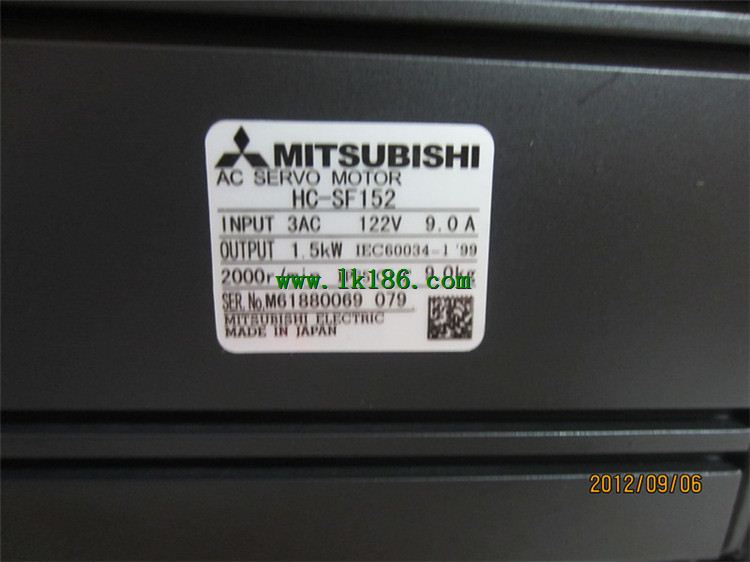 MITSUBISHI
AC SERVO MOTOR
HC-SF152
INPUT 3AC 122V 9.0A
OUTPUT 1.5kW IEC60034-1 '99
2000r/min 9.0kg
www.lk186.com
SER.No.M61880069 079
MITSUBISHI ELECTRIC
MADE IN JAPAN
2012/09/06